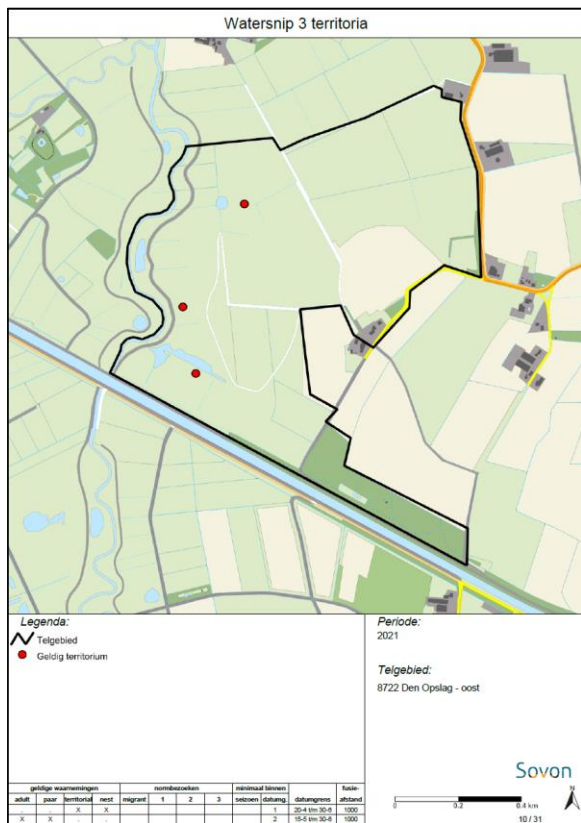 Watersnip 3 territoria
Legenda:
Telgebied
Geldig territorium
Periode:
2021
Telgebied:
8722 Den Opslag - oost
Sovon
0 0.2 0.4 km
N
10 / 31
geldige waarnemingen normbezoeken minimaal binnen fusie-
adult paar territoriaal nest migrant 1 2 3 seizoen datumg. datumgrens afstand
. . X X 1 20-4 t/m 30-6 1000
X X . . 2 15-5 t/m 30-6 1000